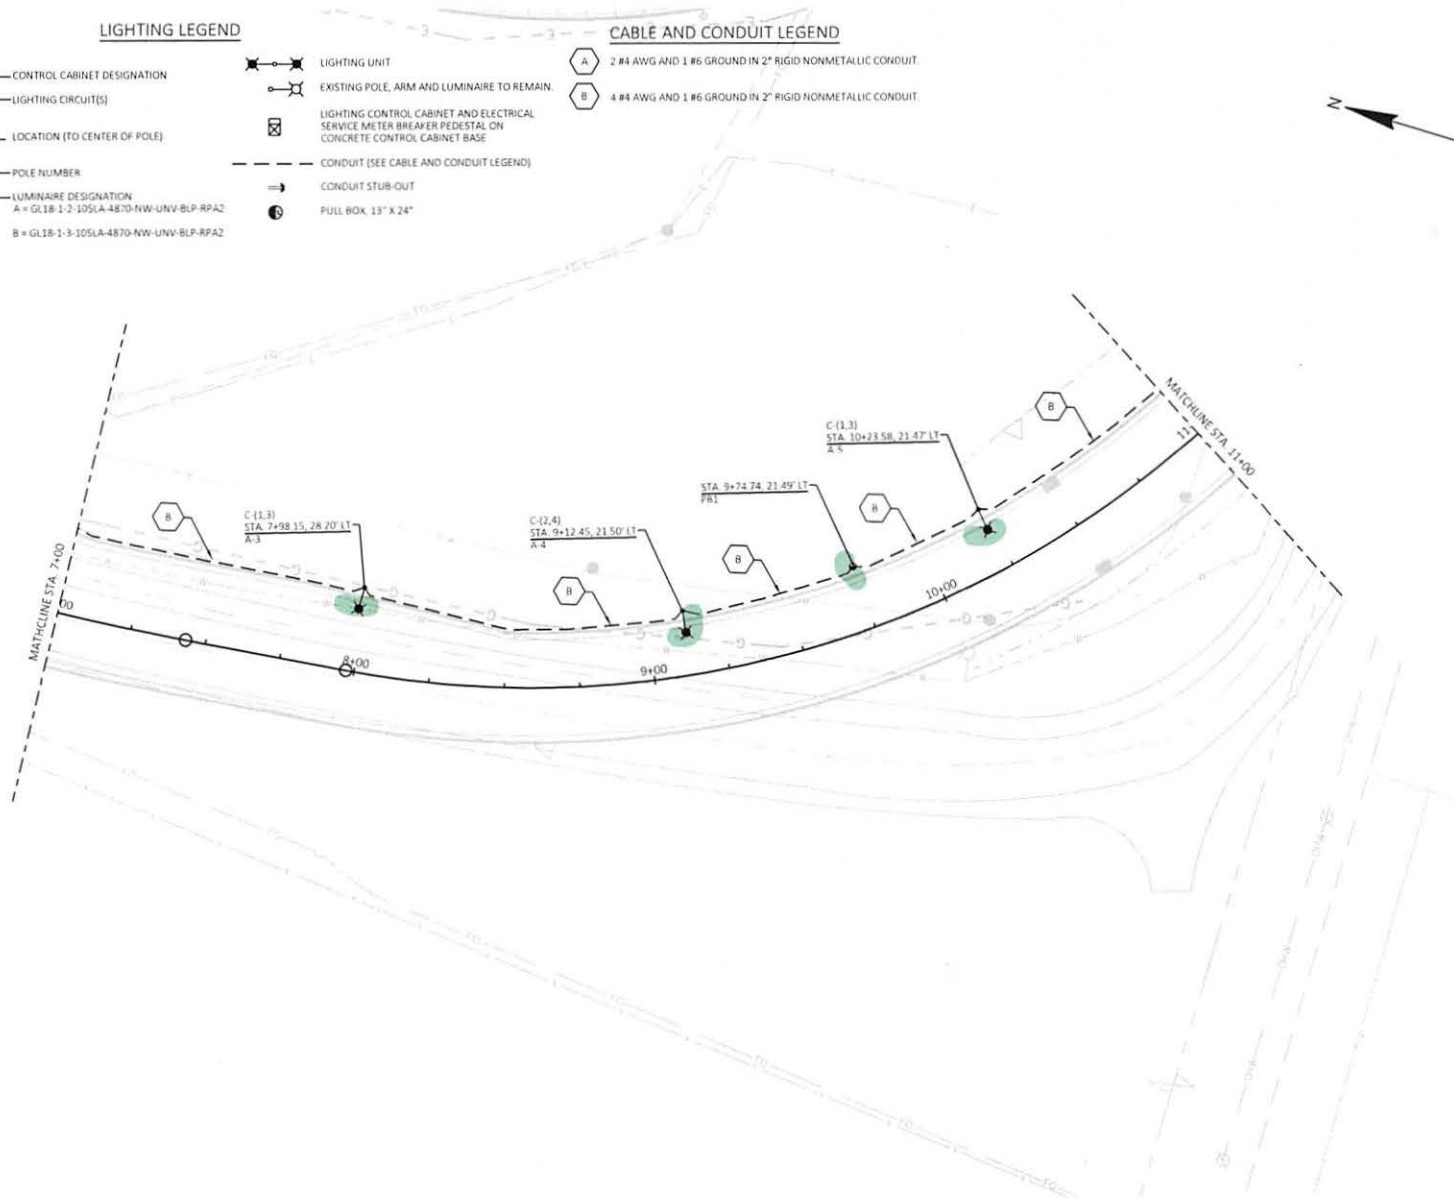 LIGHTING LEGEND
CONTROL CABINET DESIGNATION
LIGHTING CIRCUIT(S)
LOCATION (TO CENTER OF POLE)
POLE NUMBER
LUMINAIRE DESIGNATION
A = GL18-1-2-105LA-4870-NW-UNV-BLP-RPA2
B = GL18-1-3-105LA-4870-NW-UNV-BLP-RPA2
LIGHTING UNIT
EXISTING POLE, ARM AND LUMINAIRE TO REMAIN.
LIGHTING CONTROL CABINET AND ELECTRICAL
SERVICE METER BREAKER PEDESTAL ON
CONCRETE CONTROL CABINET BASE
CONDUIT (SEE CABLE AND CONDUIT LEGEND)
CONDUIT STUB-OUT
PULL BOX, 13" X 24"
CABLE AND CONDUIT LEGEND
A
2 #4 AWG AND 1 #6 GROUND IN 2" RIGID NONMETALLIC CONDUIT.
B
4 #4 AWG AND 1 #6 GROUND IN 2" RIGID NONMETALLIC CONDUIT.
N
MATHCLINE STA. 7+00
B
C-(1,3)
STA. 7+98.15, 28.20' LT
A-3
C-(2,4)
STA. 9+12.45, 21.50' LT
A-4
B
B
STA. 9+74.74, 21.49' LT
PB1
B
C-(1,3)
STA. 10+23.58, 21.47' LT
A-5
B
MATCHLINE STA. 11+00
00
8+00
9+00
10+00
11